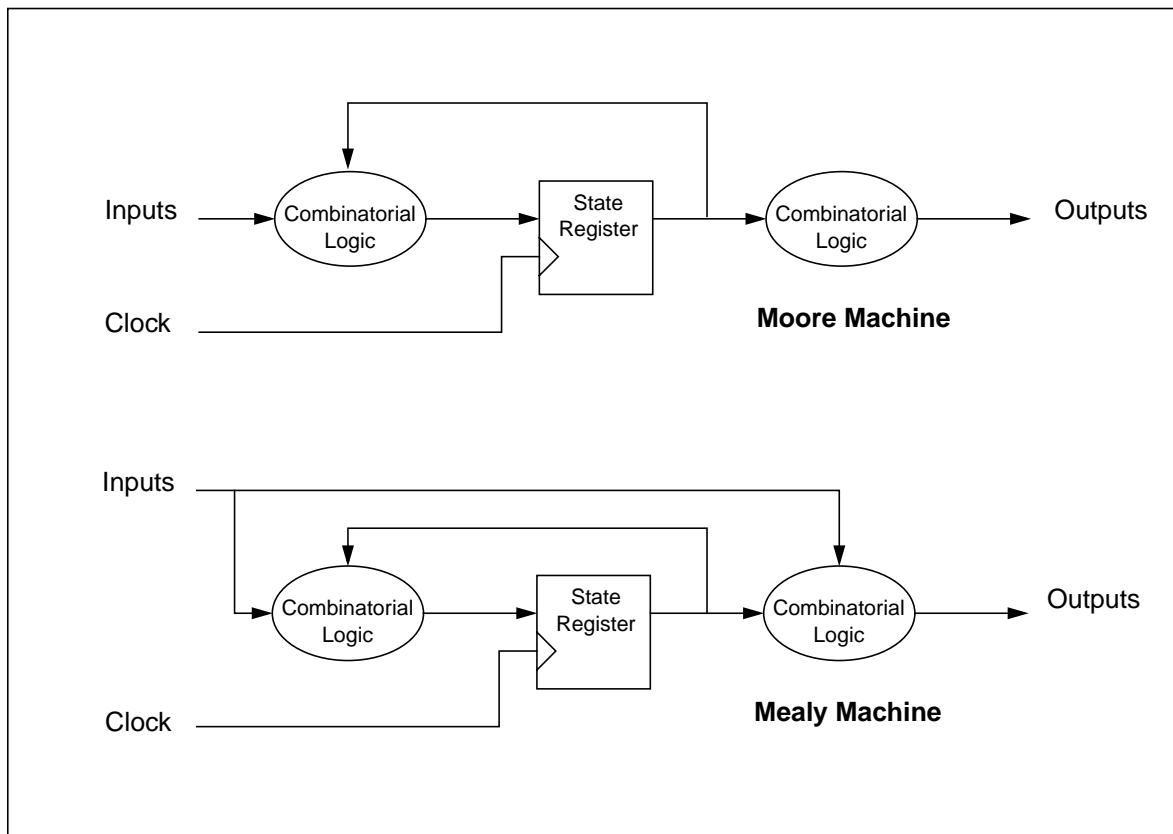 Inputs
Combinatorial
Logic
State
Register
Combinatorial
Logic
Outputs
Clock
Moore Machine
Inputs
Combinatorial
Logic
State
Register
Combinatorial
Logic
Outputs
Clock
Mealy Machine